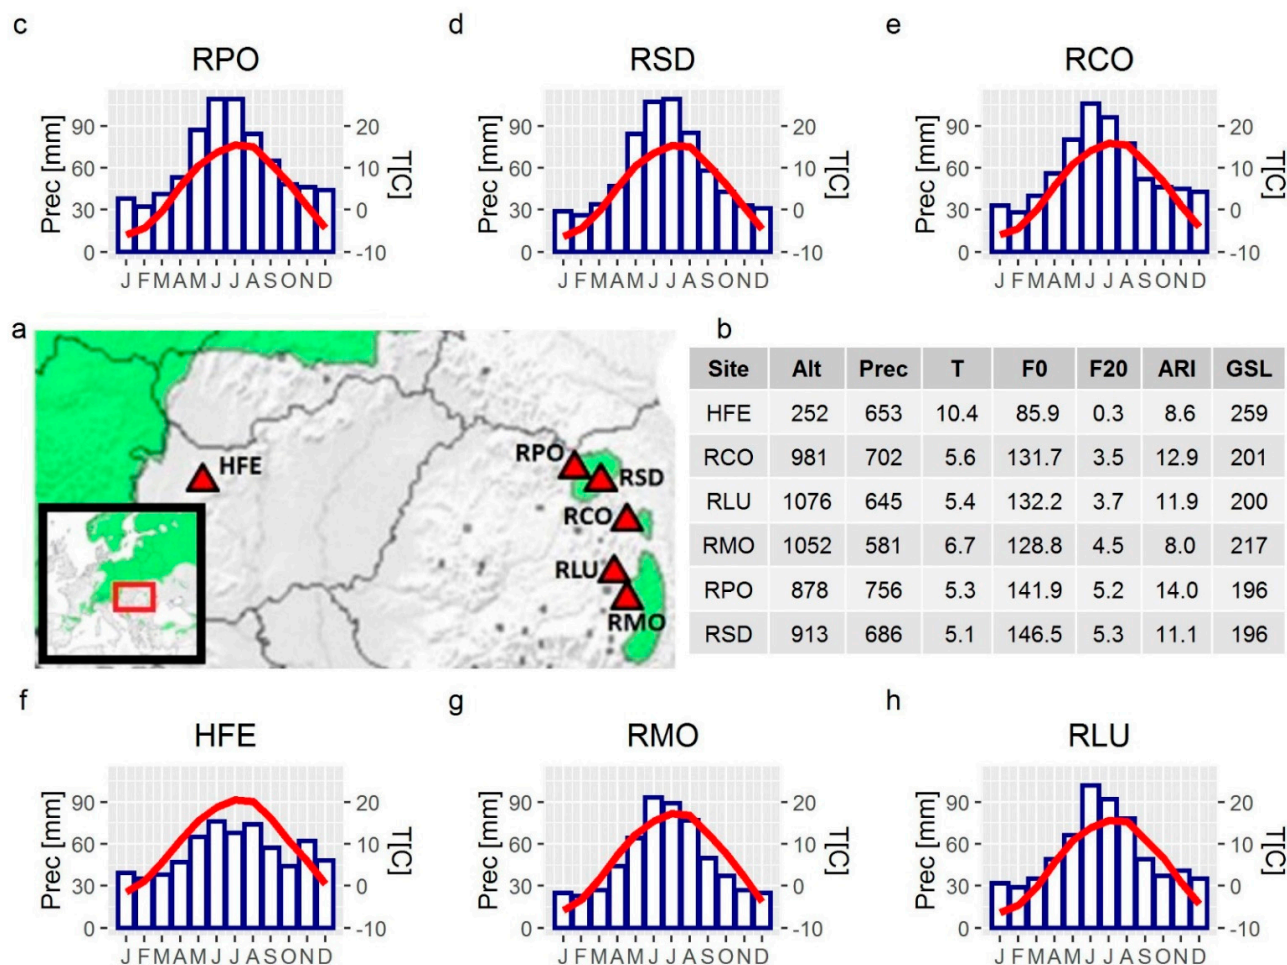 c
RPO
Prec [mm]
90
60
30
0
20
10
0
-10
T[C]
J F M A M J J A S O N D
d
RSD
Prec [mm]
90
60
30
0
20
10
0
-10
T[C]
J F M A M J J A S O N D
e
RCO
Prec [mm]
90
60
30
0
20
10
0
-10
T[C]
J F M A M J J A S O N D
a
HFE
RPO
RSD
RCO
RLU
RMO
b
Site Alt Prec T F0 F20 ARI GSL
HFE 252 653 10.4 85.9 0.3 8.6 259
RCO 981 702 5.6 131.7 3.5 12.9 201
RLU 1076 645 5.4 132.2 3.7 11.9 200
RMO 1052 581 6.7 128.8 4.5 8.0 217
RPO 878 756 5.3 141.9 5.2 14.0 196
RSD 913 686 5.1 146.5 5.3 11.1 196
f
HFE
Prec [mm]
90
60
30
0
20
10
0
-10
T[C]
J F M A M J J A S O N D
g
RMO
Prec [mm]
90
60
30
0
20
10
0
-10
T[C]
J F M A M J J A S O N D
h
RLU
Prec [mm]
90
60
30
0
20
10
0
-10
T[C]
J F M A M J J A S O N D